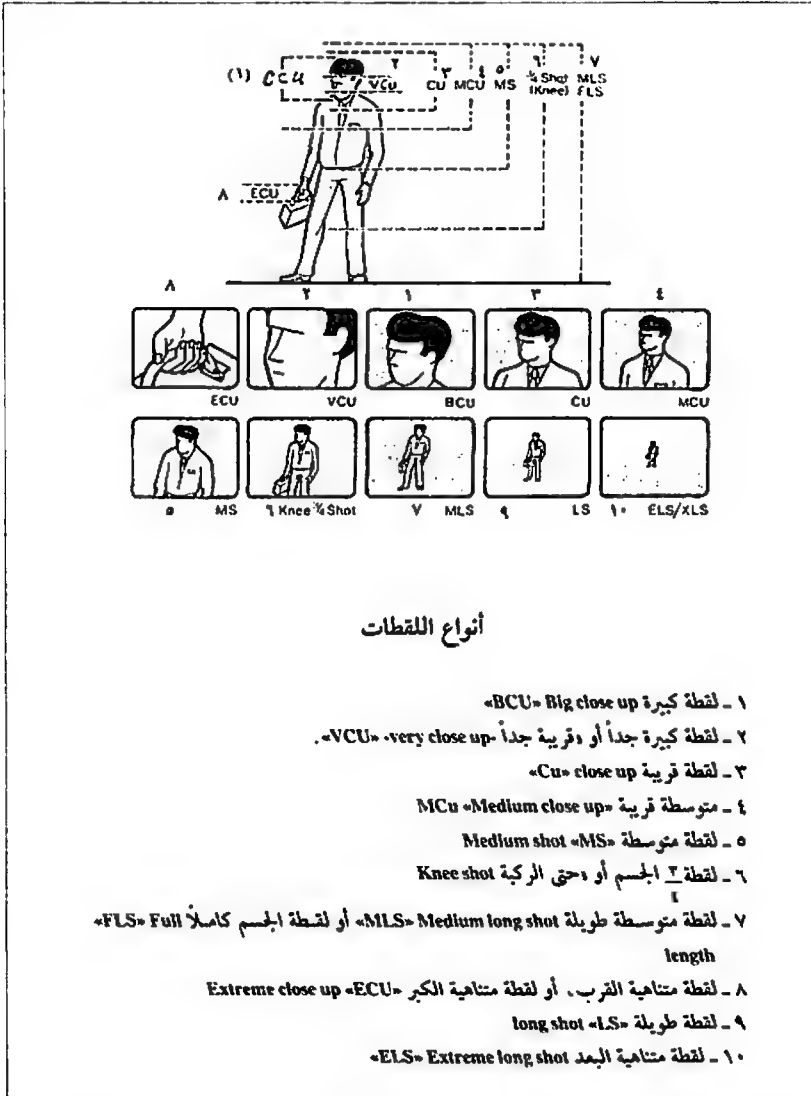 ٦ ٧
٢ ٣ ٤ ٥ ¾ Shot MLS
(١) CCU VCu CU MCU MS (Knee) FLS
٨ ECU
٨ ٢ ١ ٣ ٤
ECU VCU BCU CU MCU
٥ MS ٦ Knee ¾ Shot ٧ MLS ٩ LS ١٠ ELS/XLS
أنواع اللقطات
١ ـ لقطة كبيرة BCU» Big close up»
٢ ـ لقطة كبيرة جداً أو «قريبة جداً -VCU» -very close up».
٣ ـ لقطة قريبة Cu» close up»
٤ ـ متوسطة قريبة MCu «Medium close up»
٥ ـ لقطة متوسطة Medium shot «MS»
٦ ـ لقطة ٣/٤ الجسم أو «حتى الركبة Knee shot
٧ ـ لقطة متوسطة طويلة MLS» Medium long shot» أو لقطة الجسم كاملاً FLS» Full»
length
٨ ـ لقطة متناهية القرب، أو لقطة متناهية الكبر Extreme close up «ECU»
٩ ـ لقطة طويلة long shot «LS»
١٠ ـ لقطة متناهية البعد ELS» Extreme long shot»